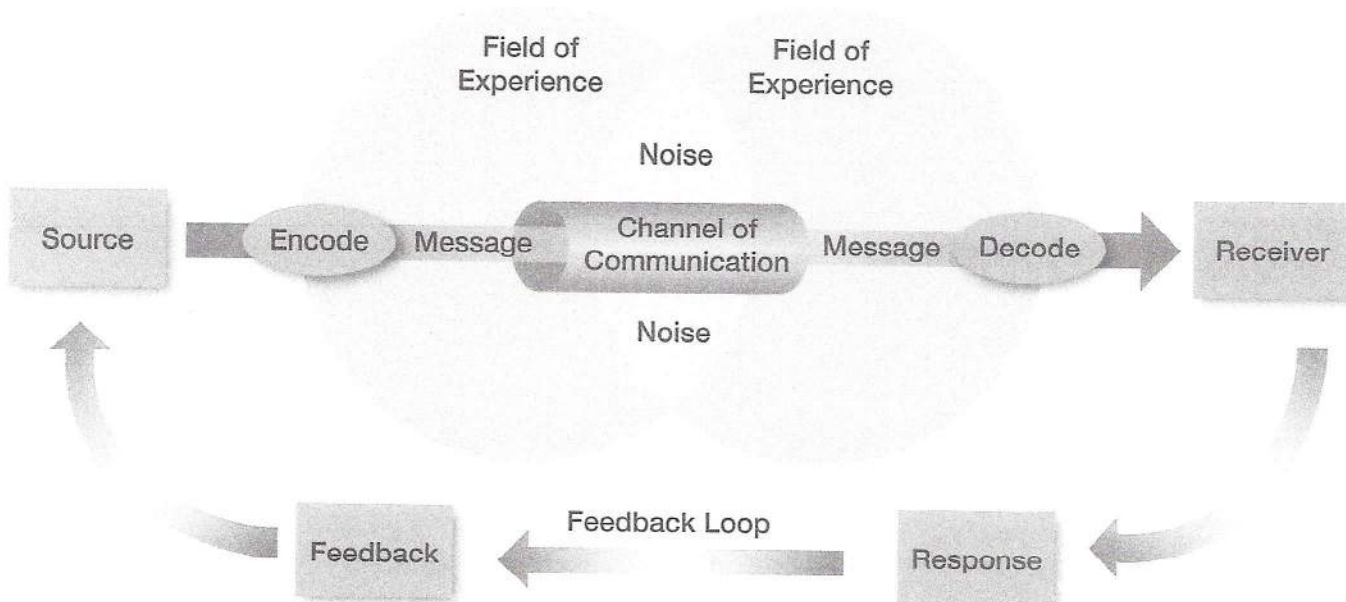 Field of
Experience
Field of
Experience
Noise
Source
Encode
Message
Channel of
Communication
Message
Decode
Receiver
Noise
Feedback Loop
Feedback
Response